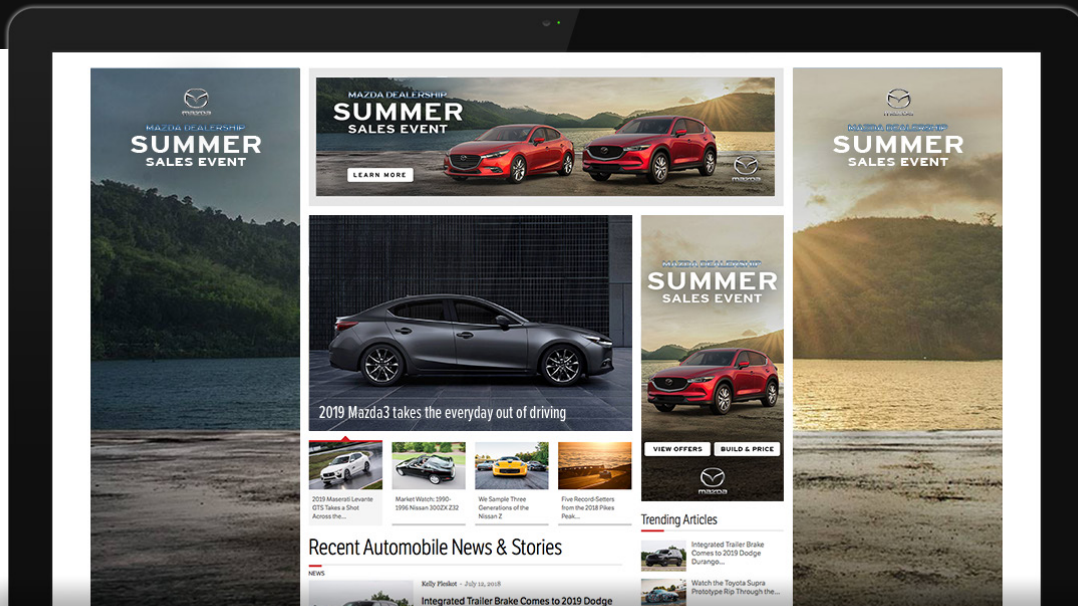 mazda
MAZDA DEALERSHIP
SUMMER
SALES EVENT
MAZDA DEALERSHIP
SUMMER
SALES EVENT
LEARN MORE
mazda
mazda
MAZDA DEALERSHIP
SUMMER
SALES EVENT
2019 Mazda3 takes the everyday out of driving
MAZDA DEALERSHIP
SUMMER
SALES EVENT
VIEW OFFERS
BUILD & PRICE
mazda
2019 Maserati Levante
GTS Takes a Shot
Across the...
Market Watch: 1990-
1996 Nissan 300ZX Z32
We Sample Three
Generations of the
Nissan Z
Five Record-Setters
from the 2018 Pikes
Peak...
Recent Automobile News & Stories
NEWS
Kelly Pleskot - July 12, 2018
Integrated Trailer Brake Comes to 2019 Dodge
Trending Articles
Integrated Trailer Brake
Comes to 2019 Dodge
Durango...
Watch the Toyota Supra
Prototype Rip Through the...